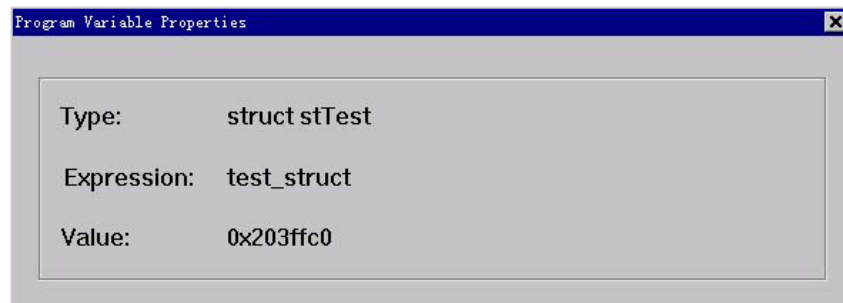 Program Variable Properties
Type: struct stTest
Expression: test_struct
Value: 0x203ffc0